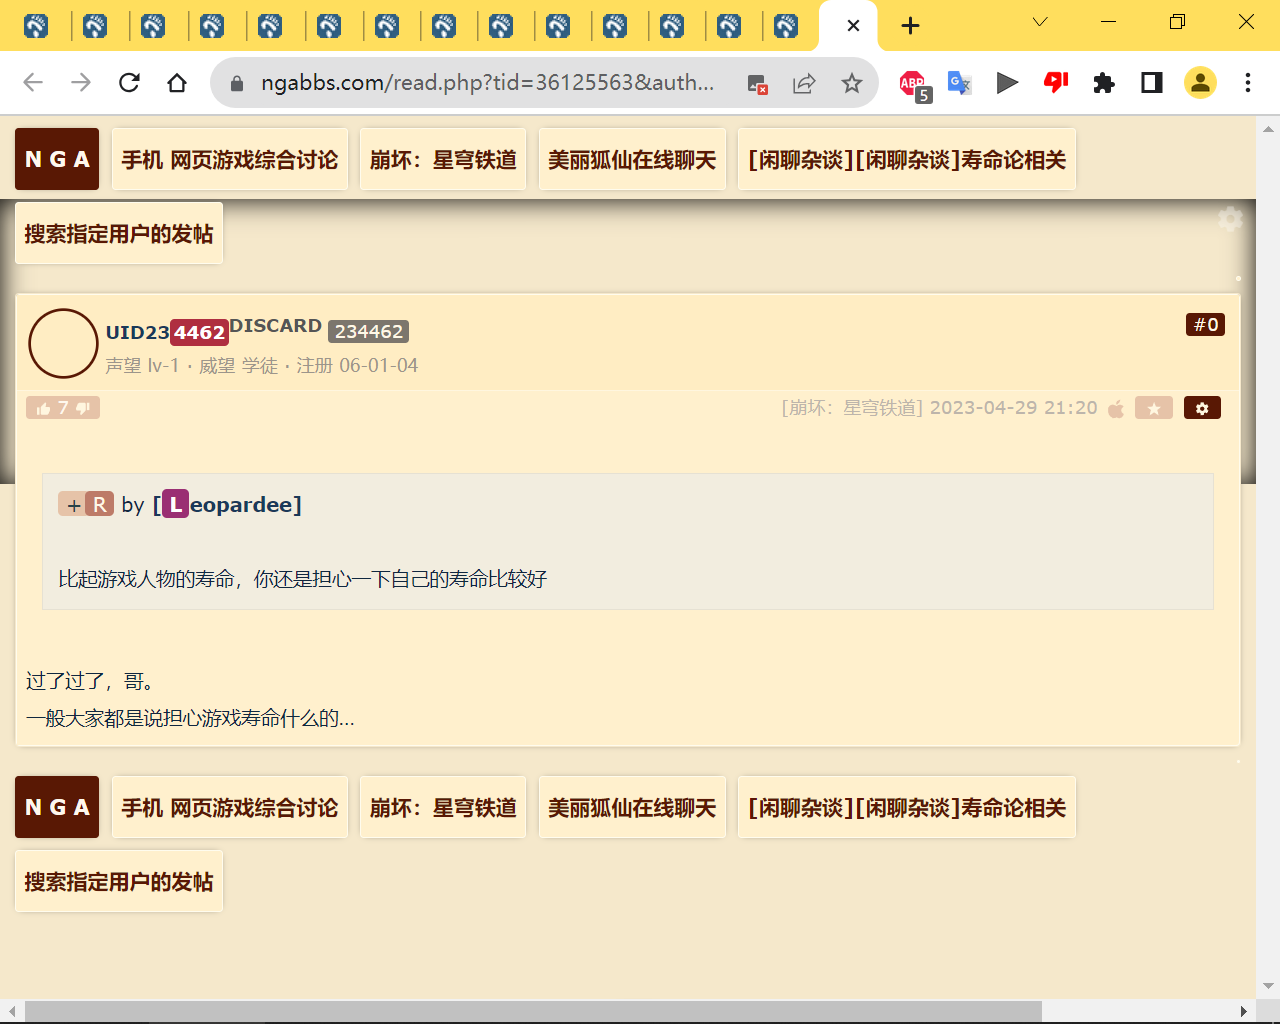 ngabbs.com/read.php?tid=36125563&auth...
ABP
5
N G A
手机 网页游戏综合讨论
崩坏：星穹铁道
美丽狐仙在线聊天
[闲聊杂谈][闲聊杂谈]寿命论相关
搜索指定用户的发帖
UID234462DISCARD 234462
#0
声望 lv-1 · 威望 学徒 · 注册 06-01-04
7
[崩坏：星穹铁道] 2023-04-29 21:20
+ R by [Leopardee]
比起游戏人物的寿命，你还是担心一下自己的寿命比较好
过了过了，哥。
一般大家都是说担心游戏寿命什么的...
N G A
手机 网页游戏综合讨论
崩坏：星穹铁道
美丽狐仙在线聊天
[闲聊杂谈][闲聊杂谈]寿命论相关
搜索指定用户的发帖